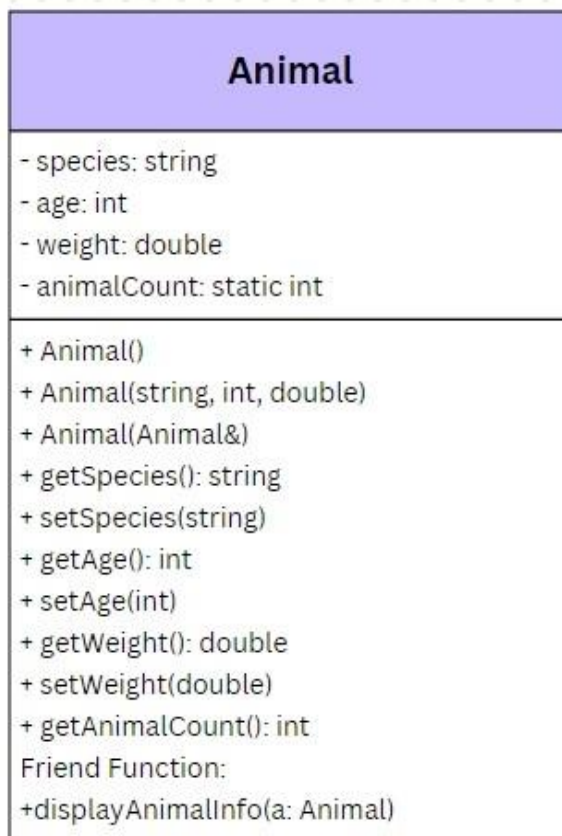 Animal
- species: string
- age: int
- weight: double
- animalCount: static int
+ Animal()
+ Animal(string, int, double)
+ Animal(Animal&)
+ getSpecies(): string
+ setSpecies(string)
+ getAge(): int
+ setAge(int)
+ getWeight(): double
+ setWeight(double)
+ getAnimalCount(): int
Friend Function:
+displayAnimalInfo(a: Animal)